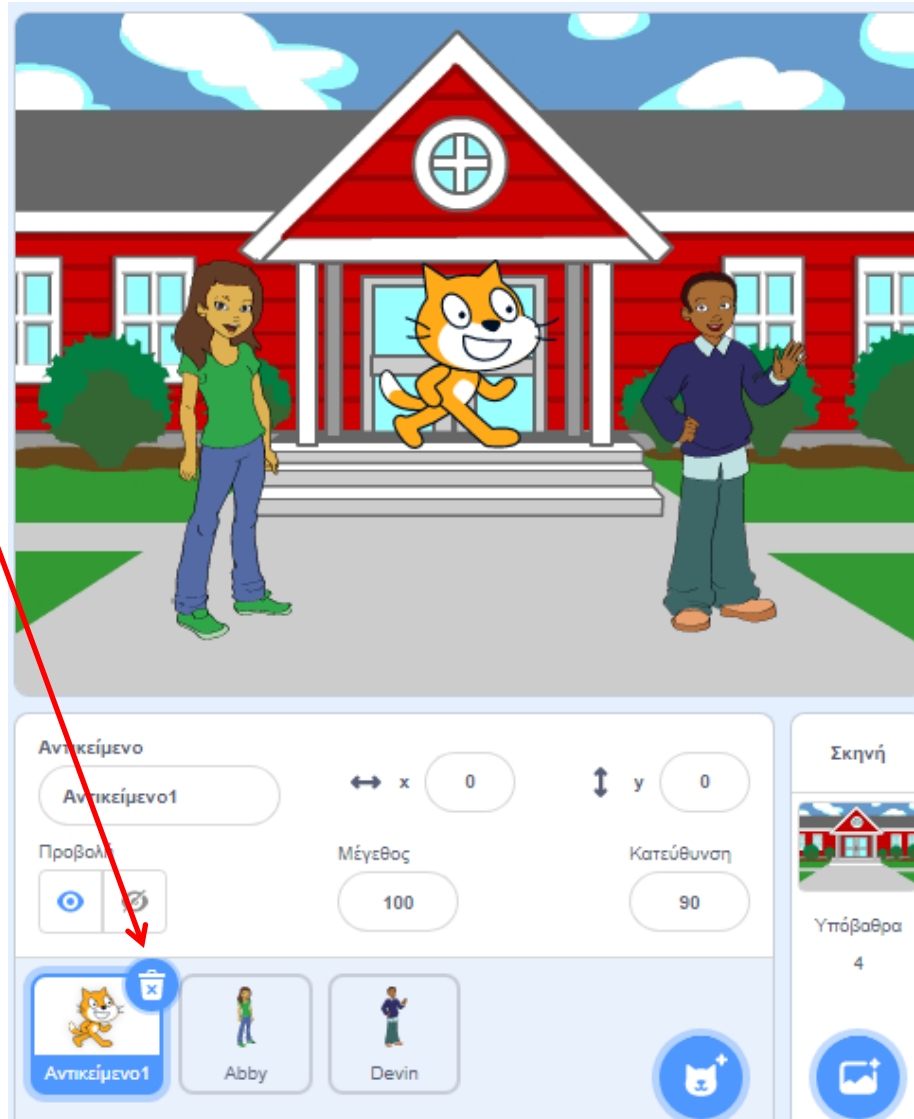 Αντικείμενο
Αντικείμενο1
x 0
y 0
Προβολή
Μέγεθος
100
Κατεύθυνση
90
Αντικείμενο1
Abby
Devin
Σκηνή
Υπόβαθρα
4